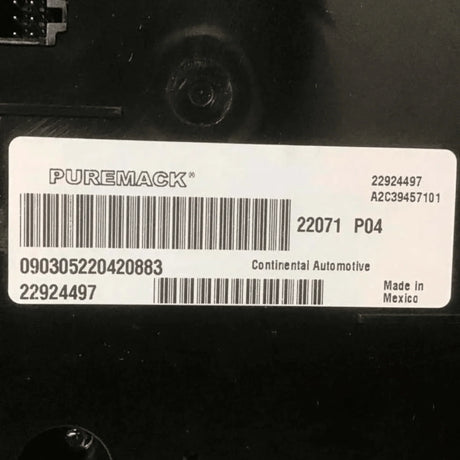 PUREMACK®
22924497
A2C39457101
22071 P04
090305220420883
Continental Automotive
22924497
Made in
Mexico